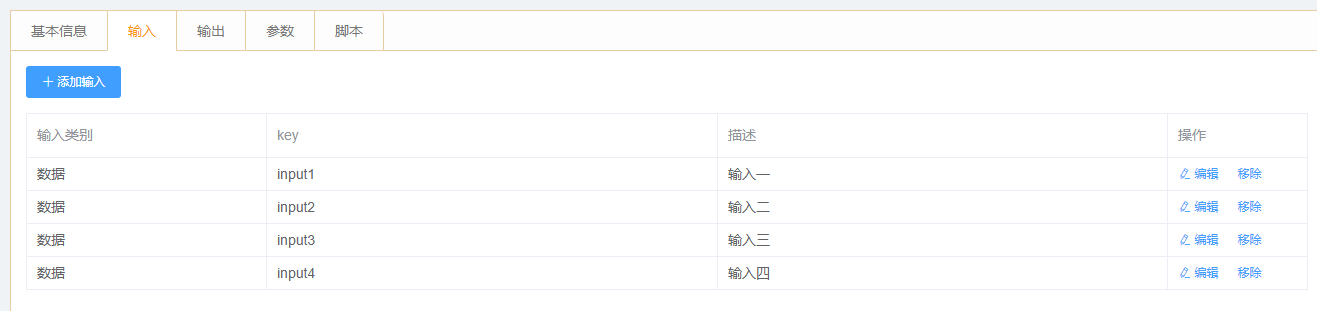 基本信息 输入 输出 参数 脚本
添加输入
输入类别 key 描述 操作
数据 input1 输入一 编辑 移除
数据 input2 输入二 编辑 移除
数据 input3 输入三 编辑 移除
数据 input4 输入四 编辑 移除